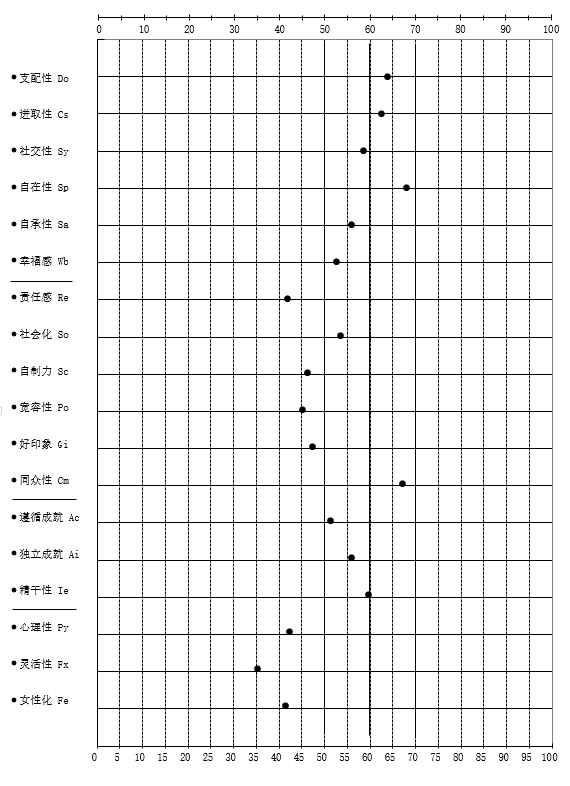 0 10 20 30 40 50 60 70 80 90 100
● 支配性 Do
● 进取性 Cs
● 社交性 Sy
● 自在性 Sp
● 自承性 Sa
● 幸福感 Wb
● 责任感 Re
● 社会化 So
● 自制力 Sc
● 宽容性 Po
● 好印象 Gi
● 同众性 Cm
● 遵循成就 Ac
● 独立成就 Ai
● 精干性 Ie
● 心理性 Py
● 灵活性 Fx
● 女性化 Fe
0 5 10 15 20 25 30 35 40 45 50 55 60 65 70 75 80 85 90 95 100